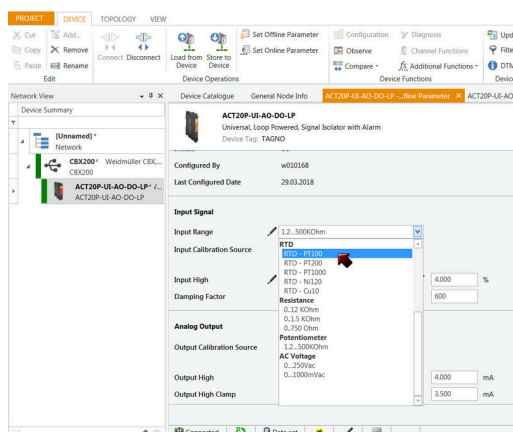 PROJECT DEVICE TOPOLOGY VIEW
Cut Add...
Copy Remove
Paste Rename
Connect Disconnect
Load from Device Store to Device
Set Offline Parameter
Set Online Parameter
Configuration Diagnosis
Observe Channel Functions
Compare Additional Functions
Upd
Filte
DTM
Edit Device Operations Device Functions Device
Network View
Device Summary
[Unnamed]*
Network
CBX200* Weidmüller CBX,...
CBX200
ACT20P-UI-AO-DO-LP* /...
ACT20P-UI-AO-DO-LP
Device Catalogue General Node Info ACT20P-UI-AO-DO-LP -...fline Parameter X ACT20P-UI-AO
ACT20P-UI-AO-DO-LP
Universal, Loop Powered, Signal Isolator with Alarm
Device Tag: TAGNO
Configured By w010168
Last Configured Date 29.03.2018
Input Signal
Input Range 1.2...500KOhm
Input Calibration Source
RTD
RTD - PT100
RTD - PT200
RTD - PT1000
RTD - Ni120
RTD - Cu10
Resistance
0..12 KOhm
0..1.5 KOhm
0..750 Ohm
Potentiometer
1.2...500KOhm
AC Voltage
0...250Vac
0...1000mVac
Input High 4.000 %
Damping Factor 600
Analog Output
Output Calibration Source
Output High 4.000 mA
Output High Clamp 3.500 mA
Connected Data set